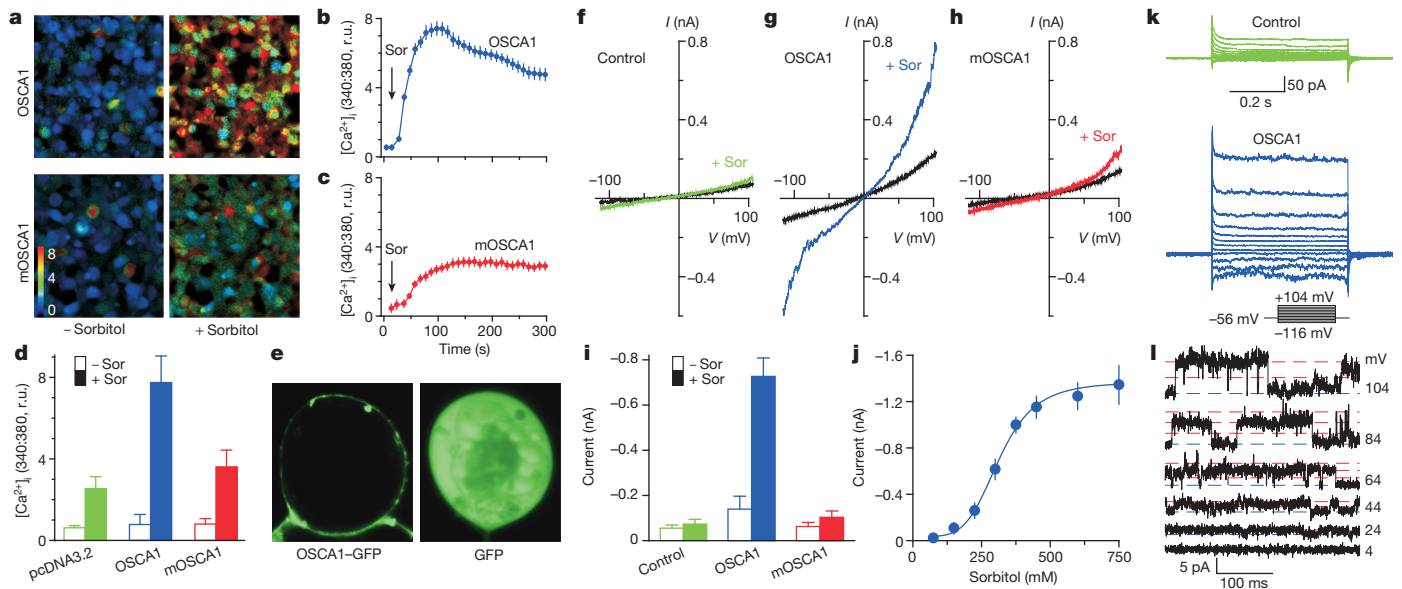 a
OSCA1
mOSCA1
8
4
0
– Sorbitol
+ Sorbitol
b
[Ca²⁺]ᵢ (340:380, r.u.)
8
4
0
Sor
OSCA1
c
[Ca²⁺]ᵢ (340:380, r.u.)
9
6
3
0
Sor
mOSCA1
0
100
200
300
Time (s)
d
[Ca²⁺]ᵢ (340:380, r.u.)
8
4
0
– Sor
+ Sor
pcDNA3.2
OSCA1
mOSCA1
e
OSCA1–GFP
GFP
f
I (nA)
Control
0.8
0.4
+ Sor
–100
100
V (mV)
–0.4
g
I (nA)
OSCA1
0.8
+ Sor
0.4
–100
100
V (mV)
–0.4
h
I (nA)
mOSCA1
0.8
0.4
+ Sor
–100
100
V (mV)
–0.4
i
Current (nA)
–0.8
–0.6
–0.4
–0.2
0
– Sor
+ Sor
Control
OSCA1
mOSCA1
j
Current (nA)
–1.6
–1.2
–0.8
–0.4
0
0
250
500
750
Sorbitol (mM)
k
Control
50 pA
0.2 s
OSCA1
+104 mV
–56 mV
–116 mV
l
mV
104
84
64
44
24
4
5 pA
100 ms